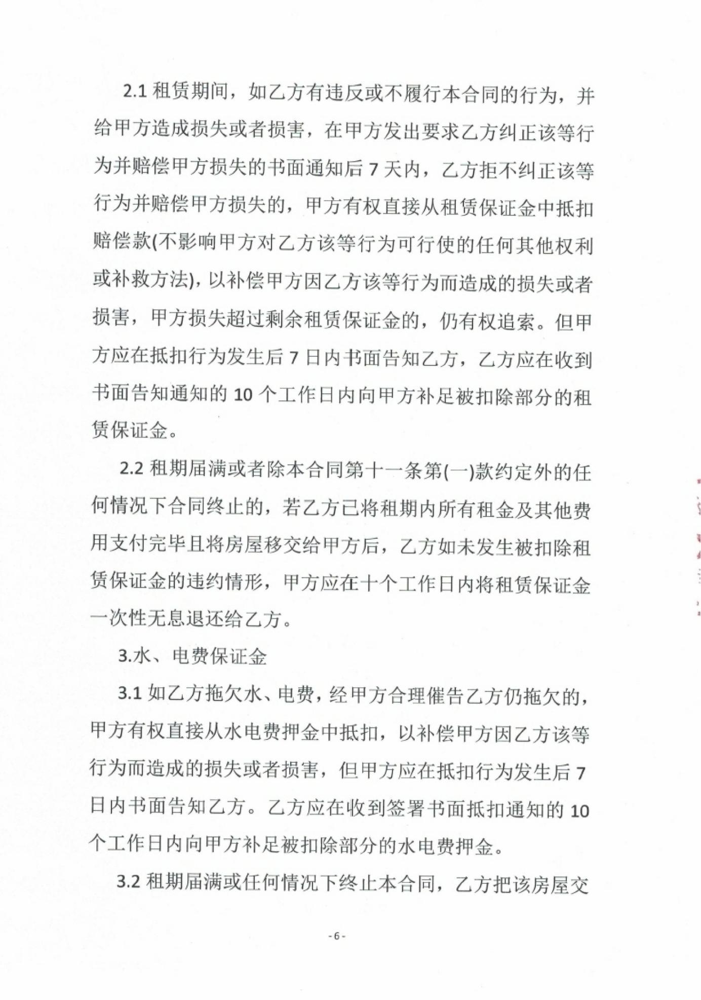 2.1 租赁期间，如乙方有违反或不履行本合同的行为，并
给甲方造成损失或者损害，在甲方发出要求乙方纠正该等行
为并赔偿甲方损失的书面通知后 7 天内，乙方拒不纠正该等
行为并赔偿甲方损失的，甲方有权直接从租赁保证金中抵扣
赔偿款(不影响甲方对乙方该等行为可行使的任何其他权利
或补救方法)，以补偿甲方因乙方该等行为而造成的损失或者
损害，甲方损失超过剩余租赁保证金的，仍有权追索。但甲
方应在抵扣行为发生后 7 日内书面告知乙方，乙方应在收到
书面告知通知的 10 个工作日内向甲方补足被扣除部分的租
赁保证金。
2.2 租期届满或者除本合同第十一条第(一)款约定外的任
何情况下合同终止的，若乙方已将租期内所有租金及其他费
用支付完毕且将房屋移交给甲方后，乙方如未发生被扣除租
赁保证金的违约情形，甲方应在十个工作日内将租赁保证金
一次性无息退还给乙方。
3.水、电费保证金
3.1 如乙方拖欠水、电费，经甲方合理催告乙方仍拖欠的，
甲方有权直接从水电费押金中抵扣，以补偿甲方因乙方该等
行为而造成的损失或者损害，但甲方应在抵扣行为发生后 7
日内书面告知乙方。乙方应在收到签署书面抵扣通知的 10
个工作日内向甲方补足被扣除部分的水电费押金。
3.2 租期届满或任何情况下终止本合同，乙方把该房屋交
- 6 -